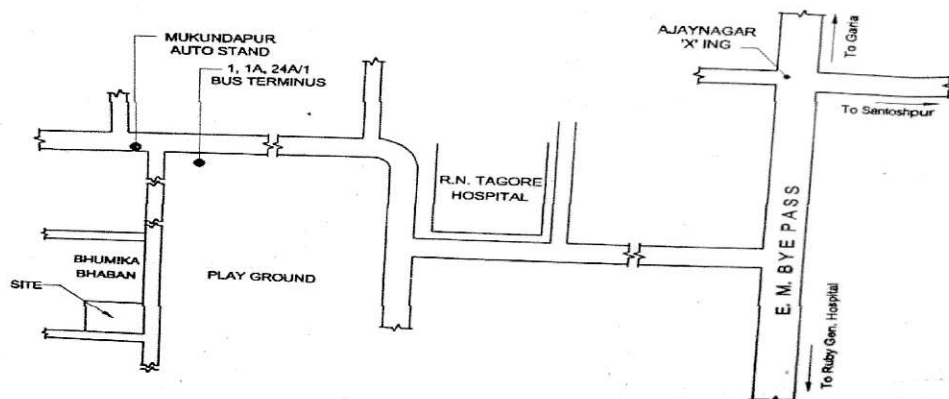 MUKUNDAPUR
AUTO STAND
1, 1A, 24A/1
BUS TERMINUS
AJAYNAGAR
'X' ING
To Garia
To Santoshpur
R.N. TAGORE
HOSPITAL
E. M. BYE PASS
BHUMIKA
BHABAN
PLAY GROUND
SITE
To Ruby Gen. Hospital